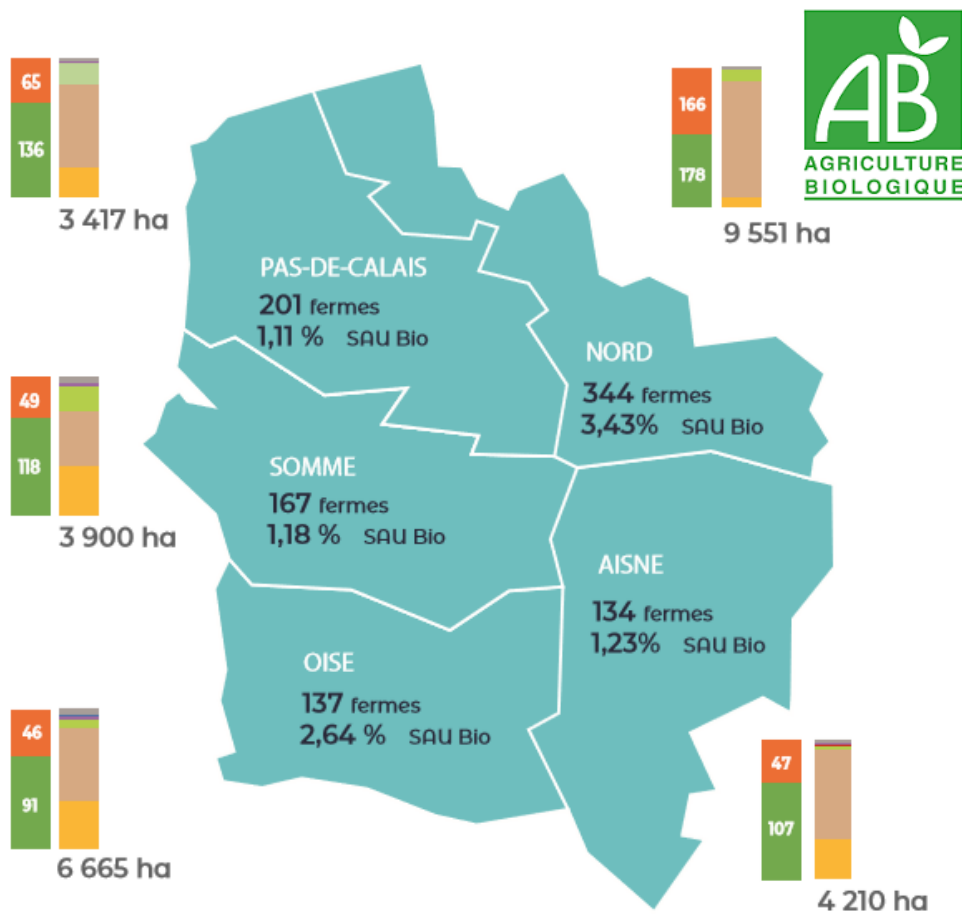 AB
AGRICULTURE
BIOLOGIQUE
65
136
3 417 ha
166
178
9 551 ha
PAS-DE-CALAIS
201 fermes
1,11 % SAU Bio
NORD
344 fermes
3,43% SAU Bio
49
118
3 900 ha
SOMME
167 fermes
1,18 % SAU Bio
AISNE
134 fermes
1,23% SAU Bio
OISE
137 fermes
2,64 % SAU Bio
46
91
6 665 ha
47
107
4 210 ha